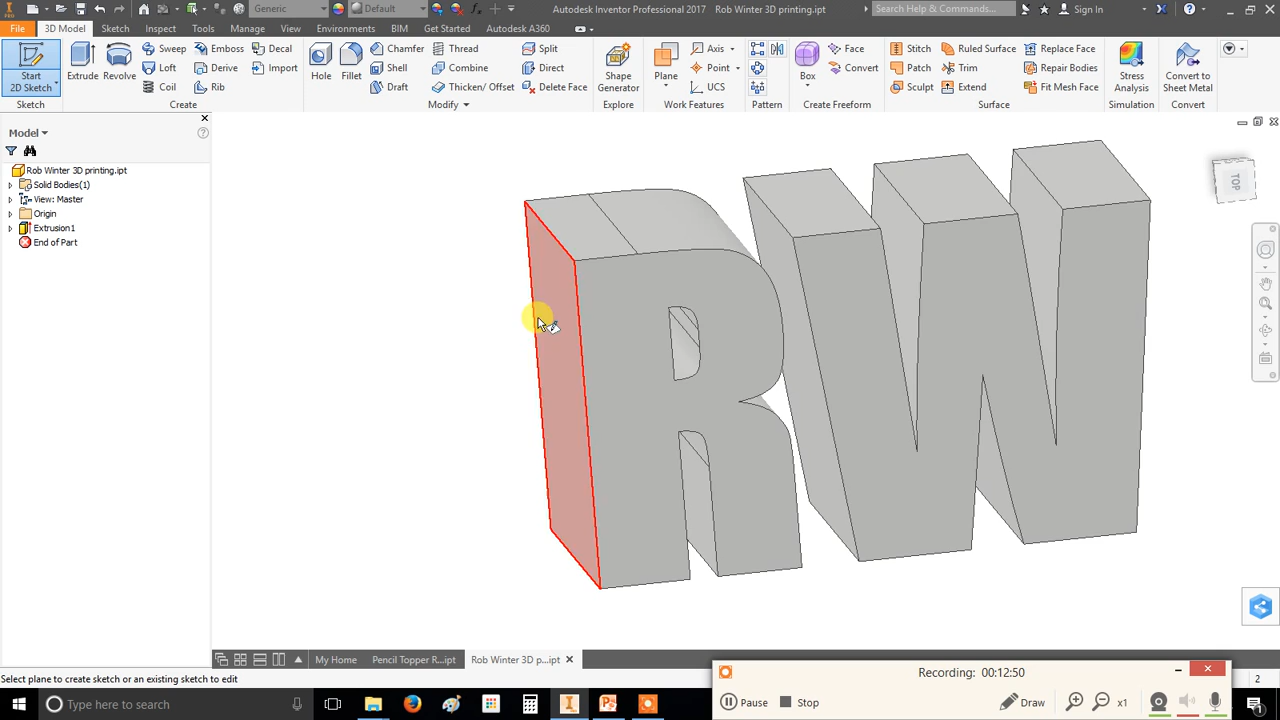 I PRO
Generic
Default
Autodesk Inventor Professional 2017
Rob Winter 3D printing.ipt
Search Help & Commands...
Sign In
File
3D Model
Sketch
Inspect
Tools
Manage
View
Environments
BIM
Get Started
Autodesk A360
Start
2D Sketch
Extrude
Revolve
Sweep
Emboss
Decal
Loft
Derive
Import
Coil
Rib
Hole
Fillet
Chamfer
Thread
Split
Shell
Combine
Direct
Draft
Thicken/ Offset
Delete Face
Shape
Generator
Plane
Axis
Point
UCS
Box
Face
Convert
Stitch
Ruled Surface
Replace Face
Patch
Trim
Repair Bodies
Sculpt
Extend
Fit Mesh Face
Stress
Analysis
Convert to
Sheet Metal
Sketch
Create
Modify
Explore
Work Features
Pattern
Create Freeform
Surface
Simulation
Convert
Model
Rob Winter 3D printing.ipt
Solid Bodies(1)
View: Master
Origin
Extrusion1
End of Part
TOP
RW
My Home
Pencil Topper R...ipt
Rob Winter 3D p...ipt
Select plane to create sketch or an existing sketch to edit
2
Recording: 00:12:50
Pause
Stop
Draw
x1
Type here to search